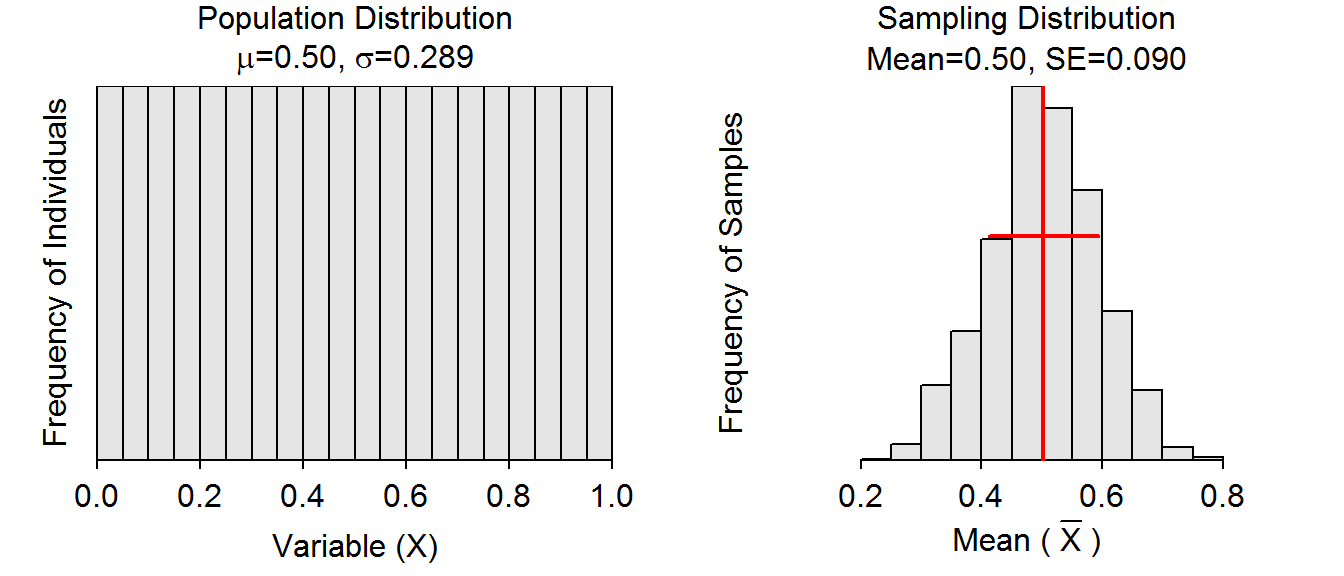 Population Distribution
μ=0.50, σ=0.289
Frequency of Individuals
0.0 0.2 0.4 0.6 0.8 1.0
Variable (X)
Sampling Distribution
Mean=0.50, SE=0.090
Frequency of Samples
0.2 0.4 0.6 0.8
Mean ( X̅ )